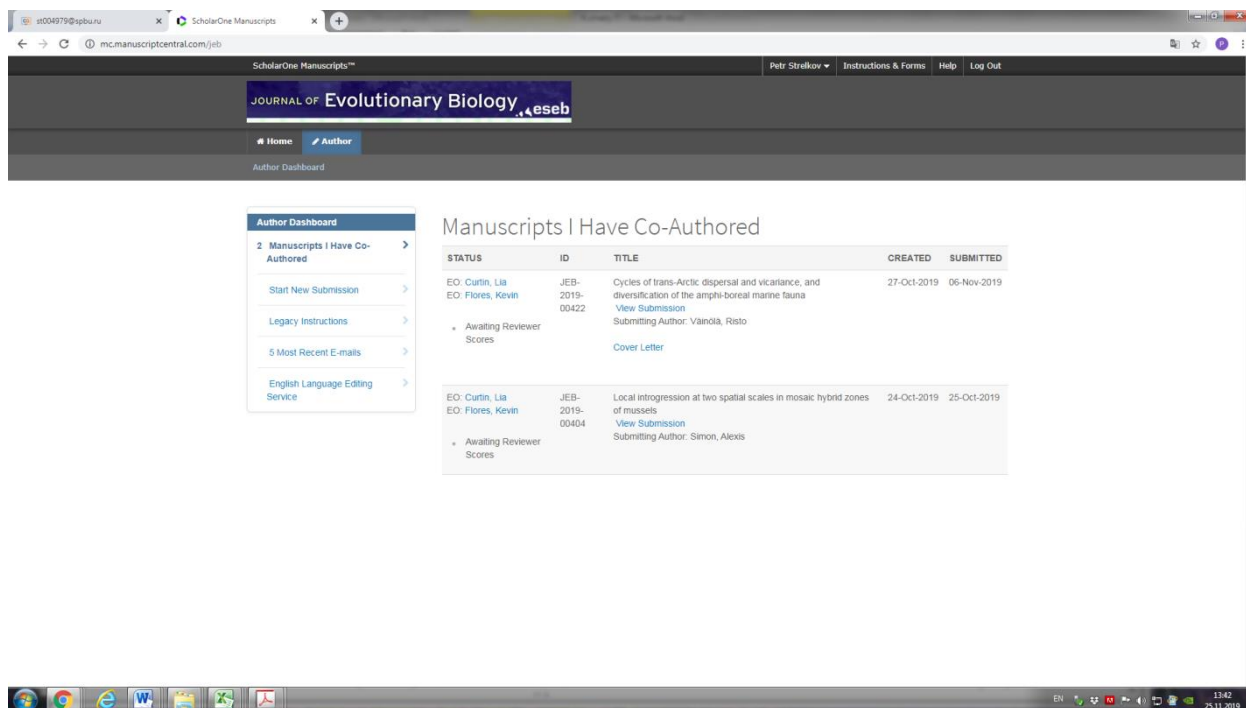 st004979@spbu.ru
ScholarOne Manuscripts
mc.manuscriptcentral.com/jeb
P
ScholarOne Manuscripts™
Petr Strelkov Instructions & Forms Help Log Out
JOURNAL OF Evolutionary Biology eseb
Home Author
Author Dashboard
Author Dashboard
2 Manuscripts I Have Co-
Authored
Start New Submission
Legacy Instructions
5 Most Recent E-mails
English Language Editing
Service
Manuscripts I Have Co-Authored
STATUS ID TITLE CREATED SUBMITTED
EO: Curtin, Lia JEB- Cycles of trans-Arctic dispersal and vicariance, and 27-Oct-2019 06-Nov-2019
EO: Flores, Kevin 2019- diversification of the amphi-boreal marine fauna
00422 View Submission
Awaiting Reviewer Submitting Author: Väinölä, Risto
Scores
Cover Letter
EO: Curtin, Lia JEB- Local introgression at two spatial scales in mosaic hybrid zones 24-Oct-2019 25-Oct-2019
EO: Flores, Kevin 2019- of mussels
00404 View Submission
Awaiting Reviewer Submitting Author: Simon, Alexis
Scores
EN 13:42
25.11.2019